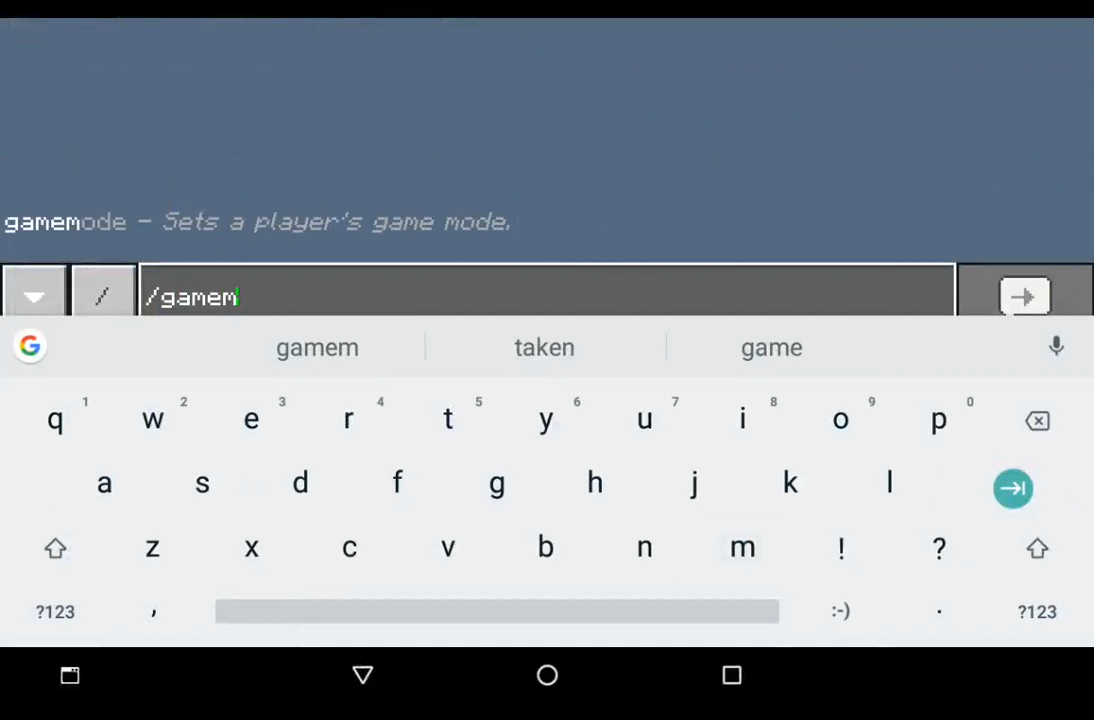 gamemode – Sets a player's game mode.
/ /gamem
gamem taken game
1 2 3 4 5 6 7 8 9 0
q w e r t y u i o p
a s d f g h j k l
z x c v b n m ! ?
?123 , :-) . ?123